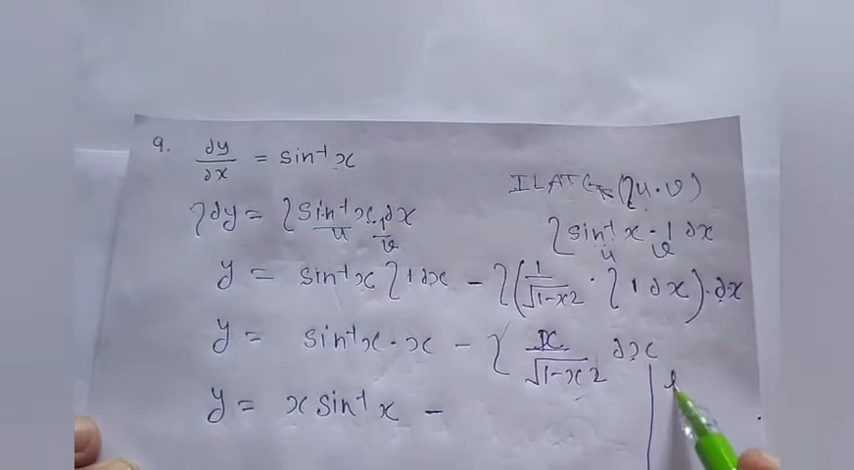 9. ∂y/∂x = sin⁻¹x
∫∂y = ∫sin⁻¹x.1∂x
u v
ILATE (∫u.v)
∫sin⁻¹x.1∂x
u v
y = sin⁻¹x ∫1∂x - ∫(1/√1-x2 . ∫1∂x).∂x
y = sin⁻¹x.x - ∫ x/√1-x2 ∂x
y = x sin⁻¹x -